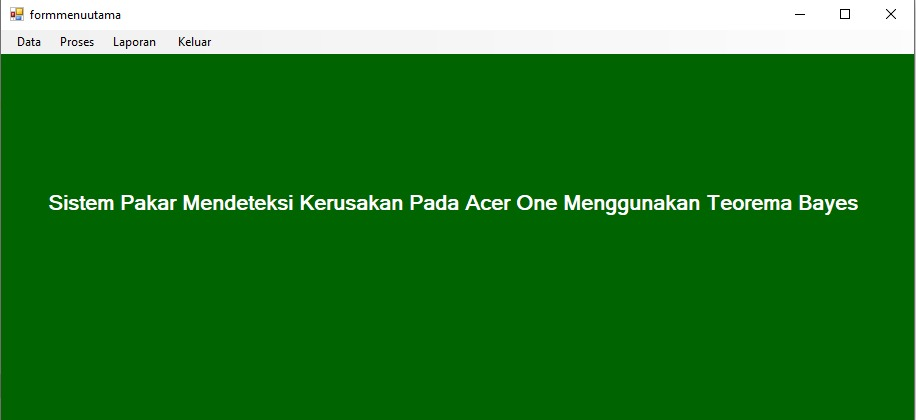 formmenuutama
Data Proses Laporan Keluar
Sistem Pakar Mendeteksi Kerusakan Pada Acer One Menggunakan Teorema Bayes